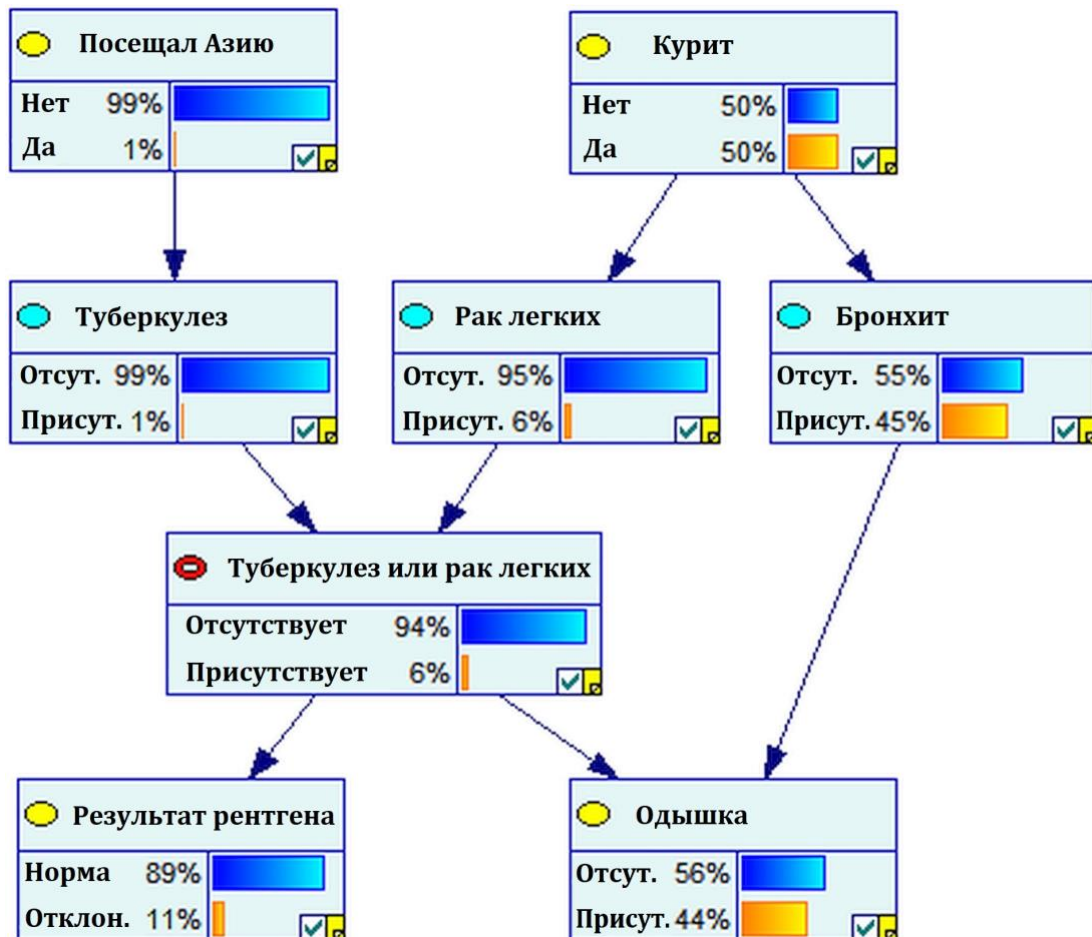 Посещал Азию
Нет 99%
Да 1%
Курит
Нет 50%
Да 50%
Туберкулез
Отсут. 99%
Присут. 1%
Рак легких
Отсут. 95%
Присут. 6%
Бронхит
Отсут. 55%
Присут. 45%
Туберкулез или рак легких
Отсутствует 94%
Присутствует 6%
Результат рентгена
Норма 89%
Отклон. 11%
Одышка
Отсут. 56%
Присут. 44%